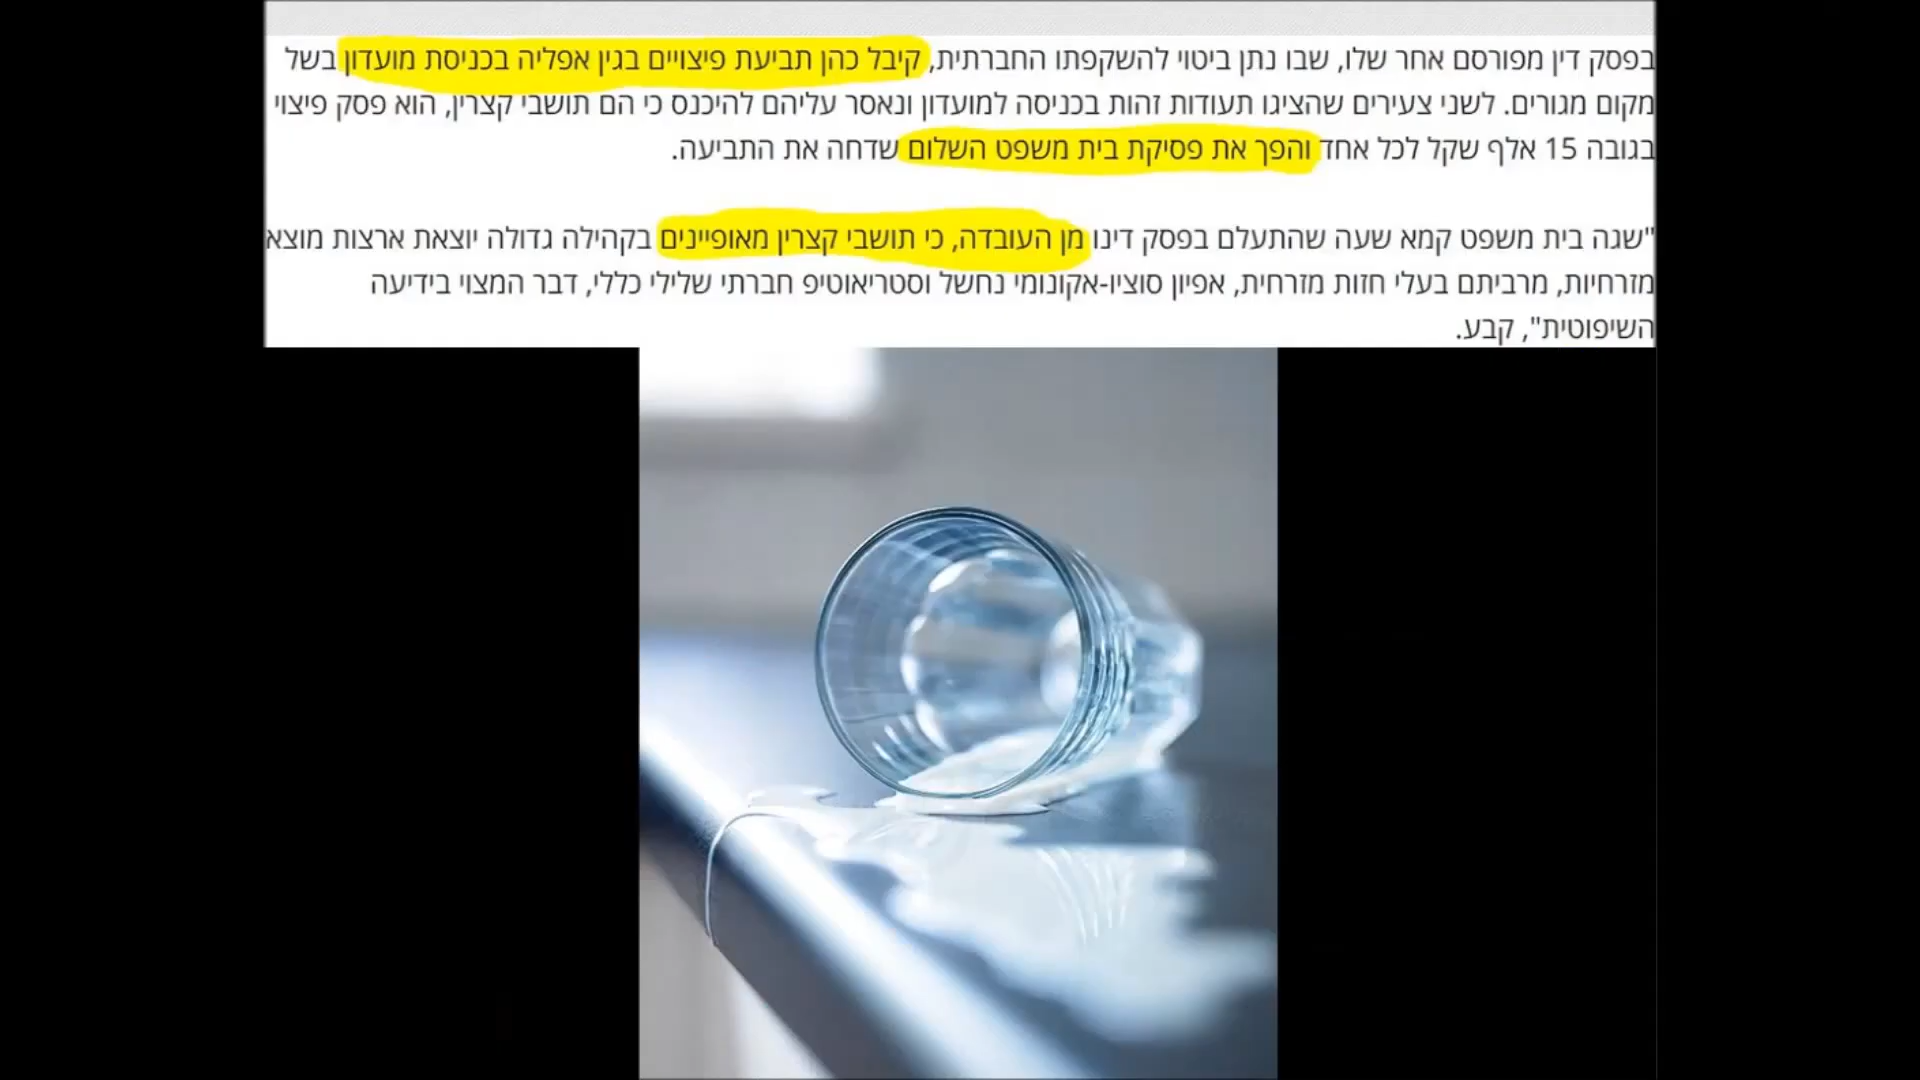 בפסק דין מפורסם אחר שלו, שבו נתן ביטוי להשקפתו החברתית, קיבל כהן תביעת פיצויים בגין אפליה בכניסת מועדון בשל
מקום מגורים. לשני צעירים שהציגו תעודות זהות בכניסה למועדון ונאסר עליהם להיכנס כי הם תושבי קצרין, הוא פסק פיצוי
בגובה 15 אלף שקל לכל אחד והפך את פסיקת בית משפט השלום שדחה את התביעה.
"שגה בית משפט קמא שעה שהתעלם בפסק דינו מן העובדה, כי תושבי קצרין מאופיינים בקהילה גדולה יוצאת ארצות מוצא
מזרחיות, מרביתם בעלי חזות מזרחית, אפיון סוציו-אקונומי נחשל וסטריאוטיפ חברתי שלילי כללי, דבר המצוי בידיעה
השיפוטית", קבע.